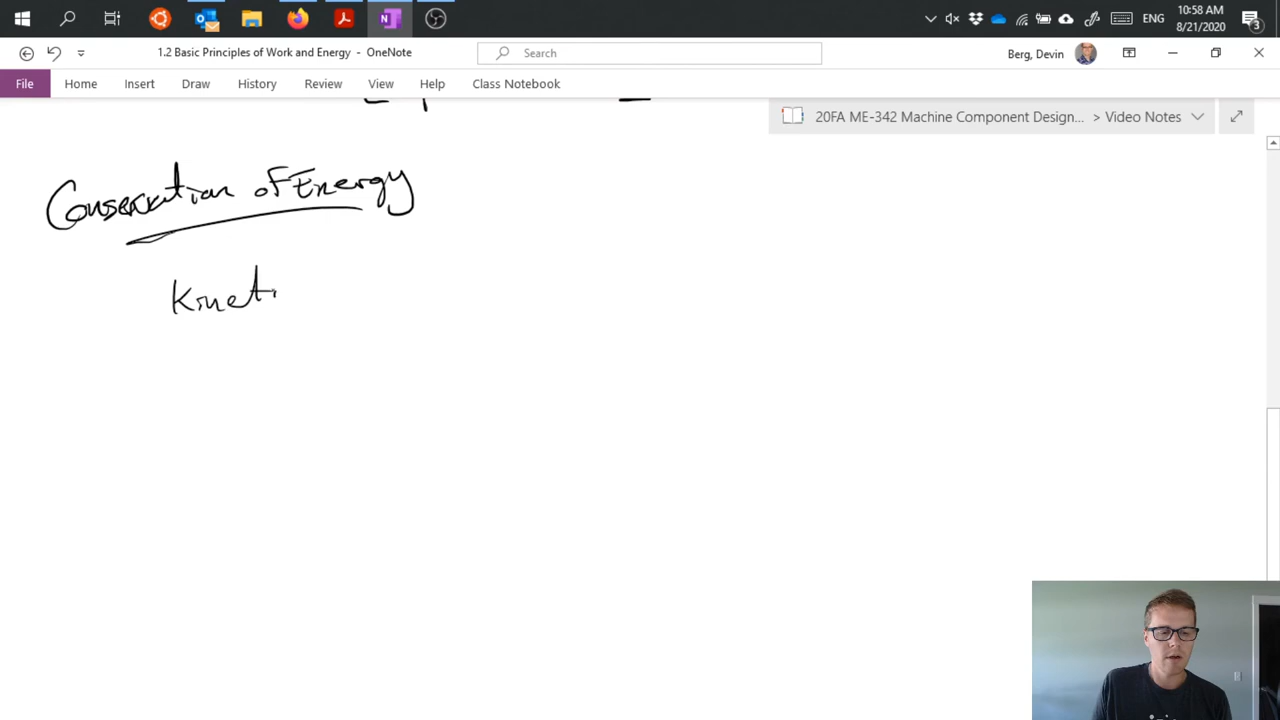 10:58 AM
ENG
8/21/2020
3
1.2 Basic Principles of Work and Energy - OneNote
Search
Berg, Devin
File Home Insert Draw History Review View Help Class Notebook
20FA ME-342 Machine Component Design... > Video Notes
Conservation of Energy
Kineti